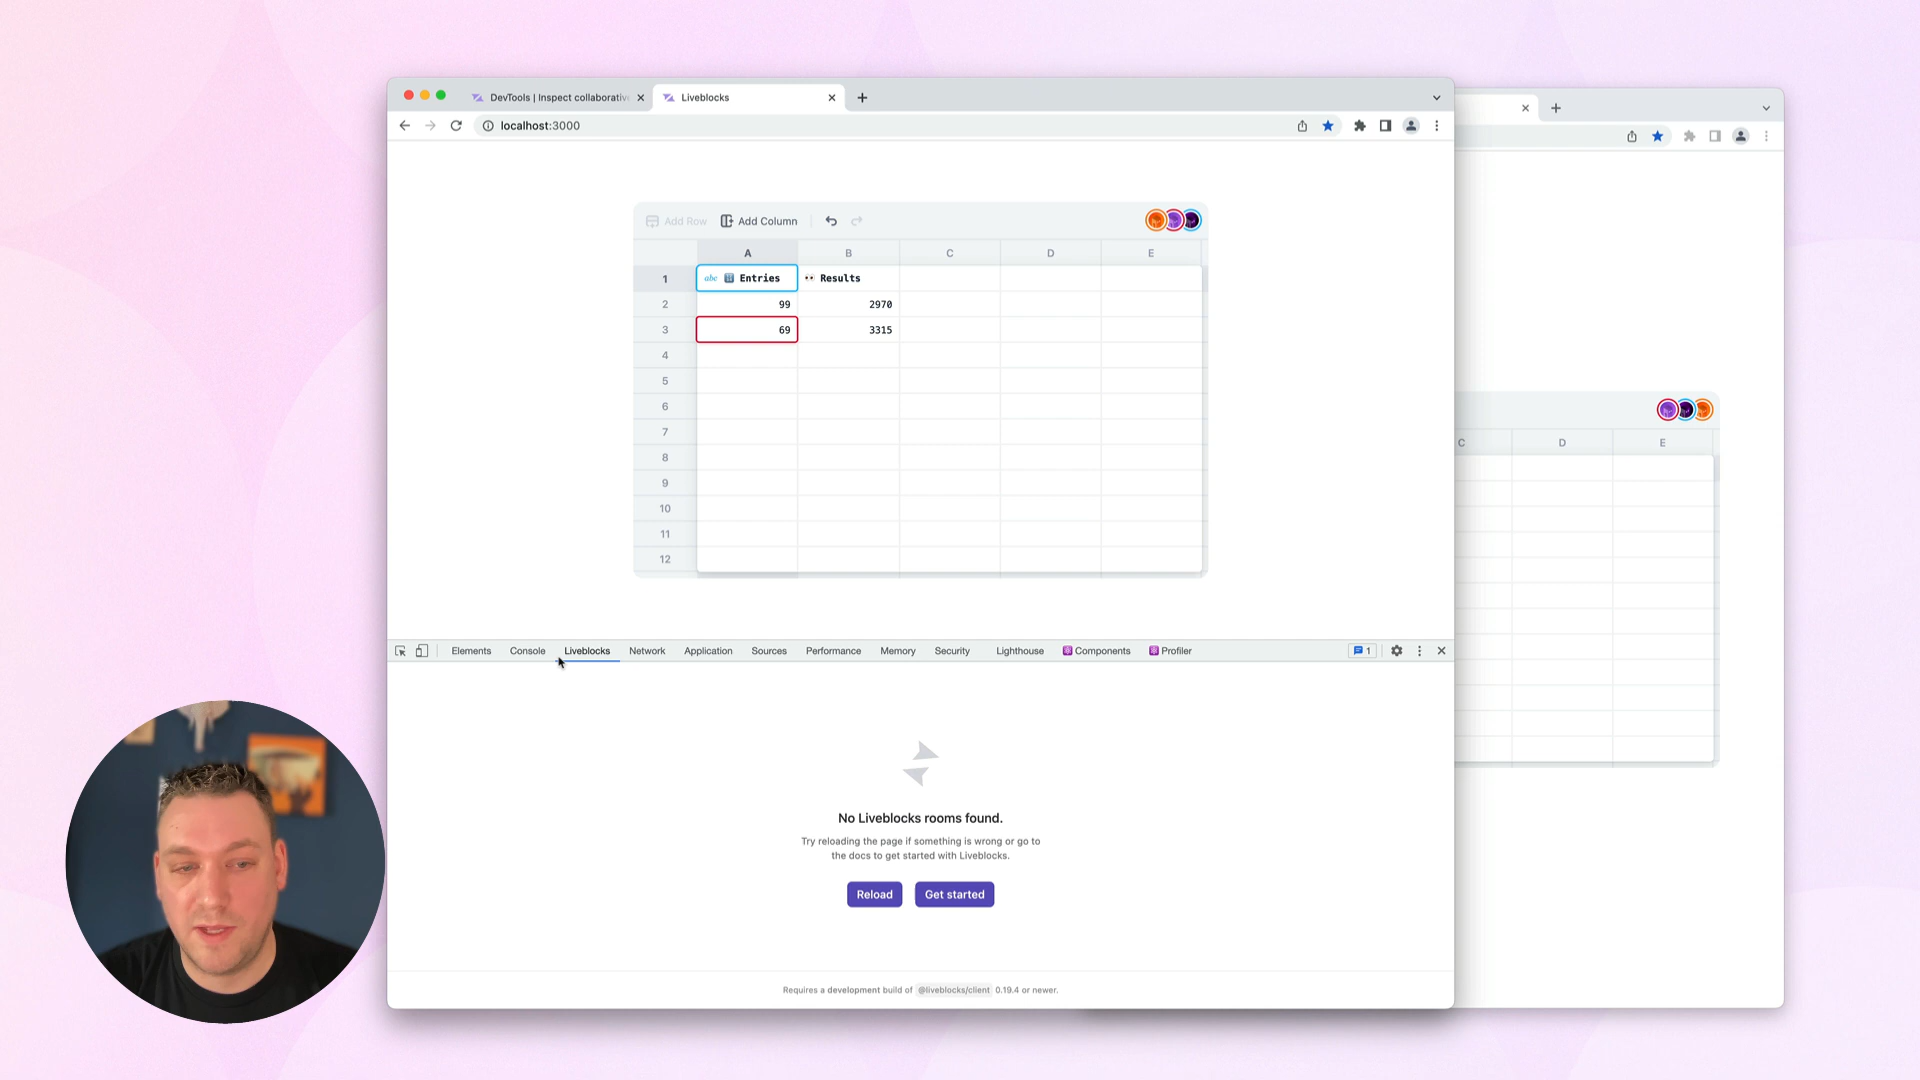 DevTools | Inspect collaborativ
Liveblocks
localhost:3000
Add Row
Add Column
A B C D E
1 abc Entries Results
2 99 2970
3 69 3315
4
5
6
7
8
9
10
11
12
C D E
Elements Console Liveblocks Network Application Sources Performance Memory Security Lighthouse Components Profiler 1
No Liveblocks rooms found.
Try reloading the page if something is wrong or go to
the docs to get started with Liveblocks.
Reload Get started
Requires a development build of @liveblocks/client 0.19.4 or newer.